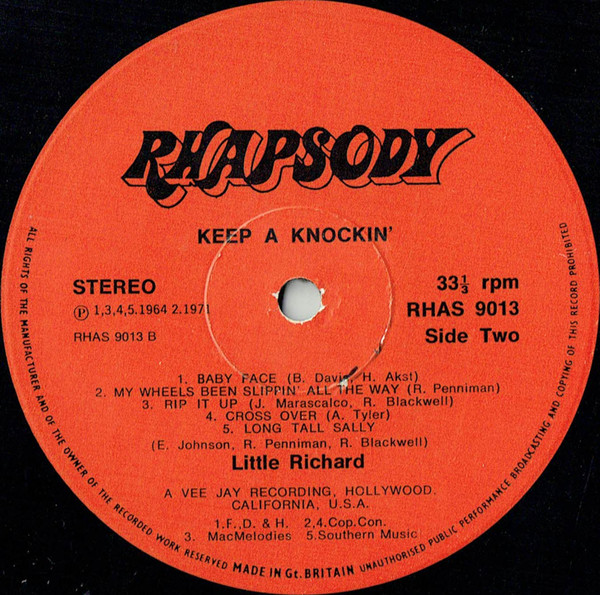 RHAPSODY
KEEP A KNOCKIN'
STEREO
33⅓ rpm
Ⓟ 1,3,4,5.1964 2.1971
RHAS 9013
RHAS 9013 B
Side Two
1. BABY FACE (B. Davis, H. Akst)
2. MY WHEELS BEEN SLIPPIN' ALL THE WAY (R. Penniman)
3. RIP IT UP (J. Marascalco, R. Blackwell)
4. CROSS OVER (A. Tyler)
5. LONG TALL SALLY
(E. Johnson, R. Penniman, R. Blackwell)
Little Richard
A VEE JAY RECORDING, HOLLYWOOD.
CALIFORNIA, U.S.A.
1.F., D. & H. 2,4.Cop.Con.
3. MacMelodies 5.Southern Music
ALL RIGHTS OF THE MANUFACTURER AND OF THE OWNER OF THE RECORDED WORK RESERVED MADE IN Gt. BRITAIN UNAUTHORISED PUBLIC PERFORMANCE BROADCASTING AND COPYING OF THIS RECORD PROHIBITED